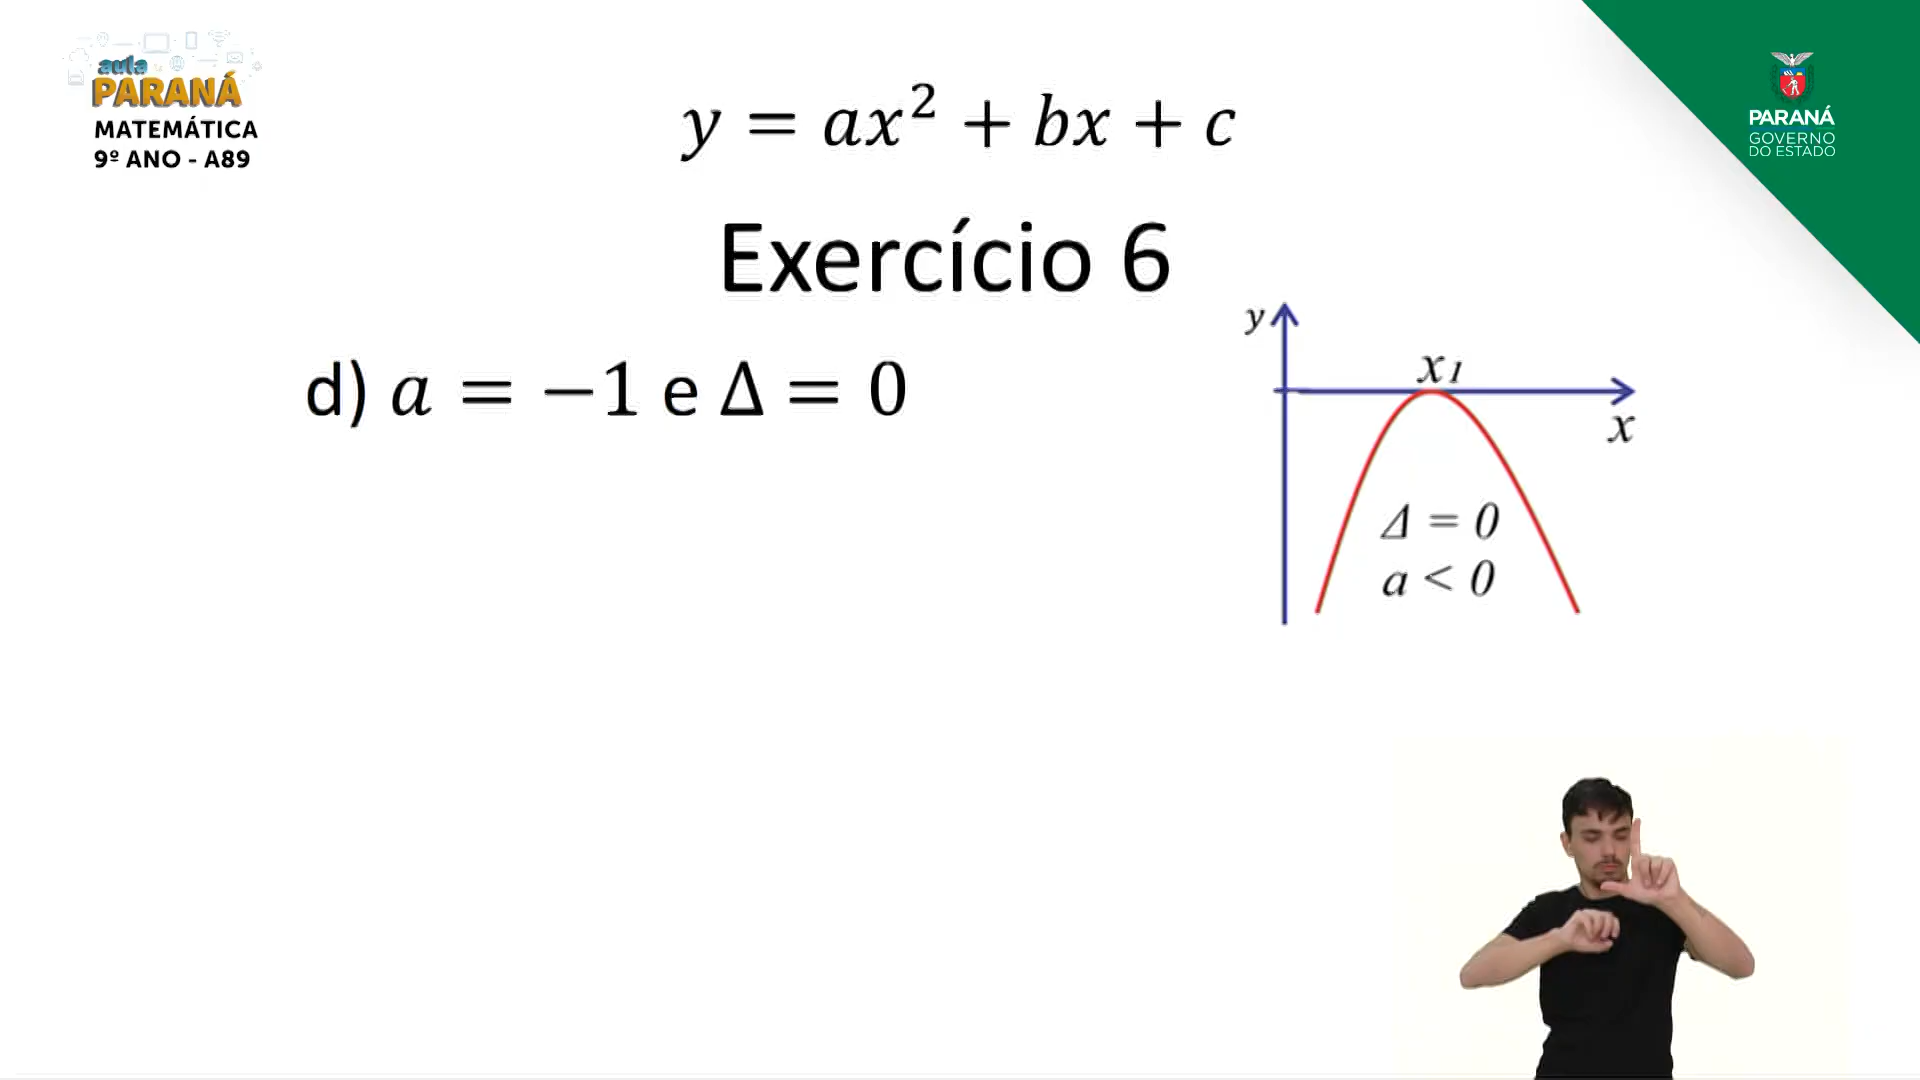 aula
PARANÁ
MATEMÁTICA
9º ANO - A89
y = ax² + bx + c
PARANÁ
GOVERNO
DO ESTADO
Exercício 6
d) a = −1 e Δ = 0
y
x₁
x
Δ = 0
a < 0